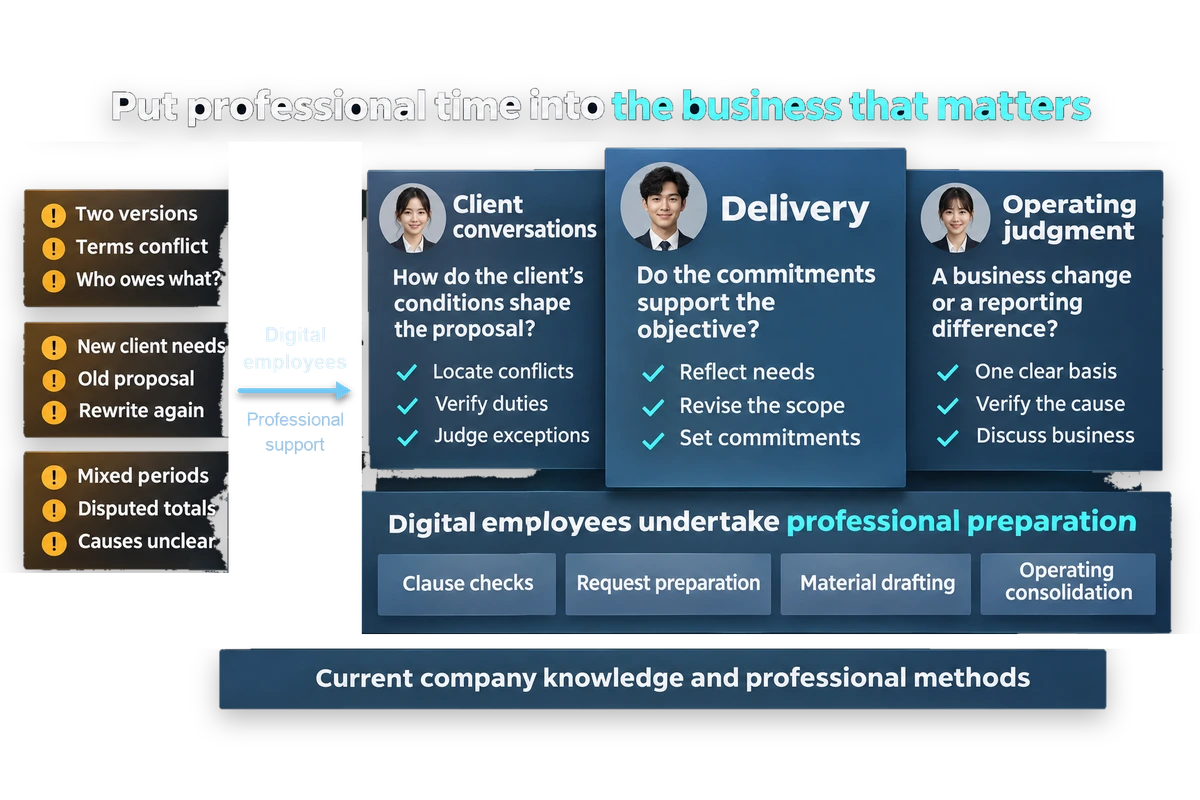 Put professional time into the business that matters
Two versions
Terms conflict
Who owes what?
New client needs
Old proposal
Rewrite again
Mixed periods
Disputed totals
Causes unclear
Digital
employees
Professional
support
Client
conversations
How do the client's
conditions shape
the proposal?
Locate conflicts
Verify duties
Judge exceptions
Delivery
Do the commitments
support the
objective?
Reflect needs
Revise the scope
Set commitments
Operating
judgment
A business change
or a reporting
difference?
One clear basis
Verify the cause
Discuss business
Digital employees undertake professional preparation
Clause checks
Request preparation
Material drafting
Operating
consolidation
Current company knowledge and professional methods